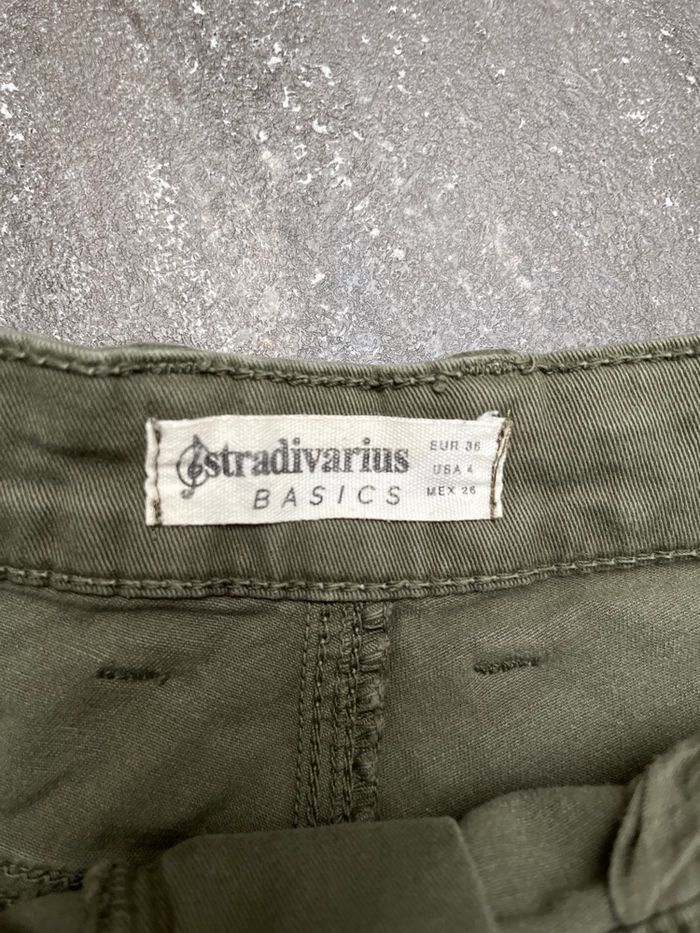 stradivarius
BASICS
EUR 36
USA 4
MEX 26